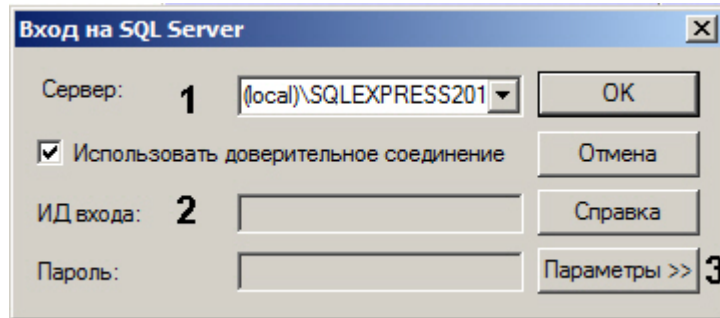 Вход на SQL Server
Сервер: 1 (local)\SQLEXPRESS201 OK
Использовать доверительное соединение Отмена
ИД входа: 2 Справка
Пароль: Параметры >> 3